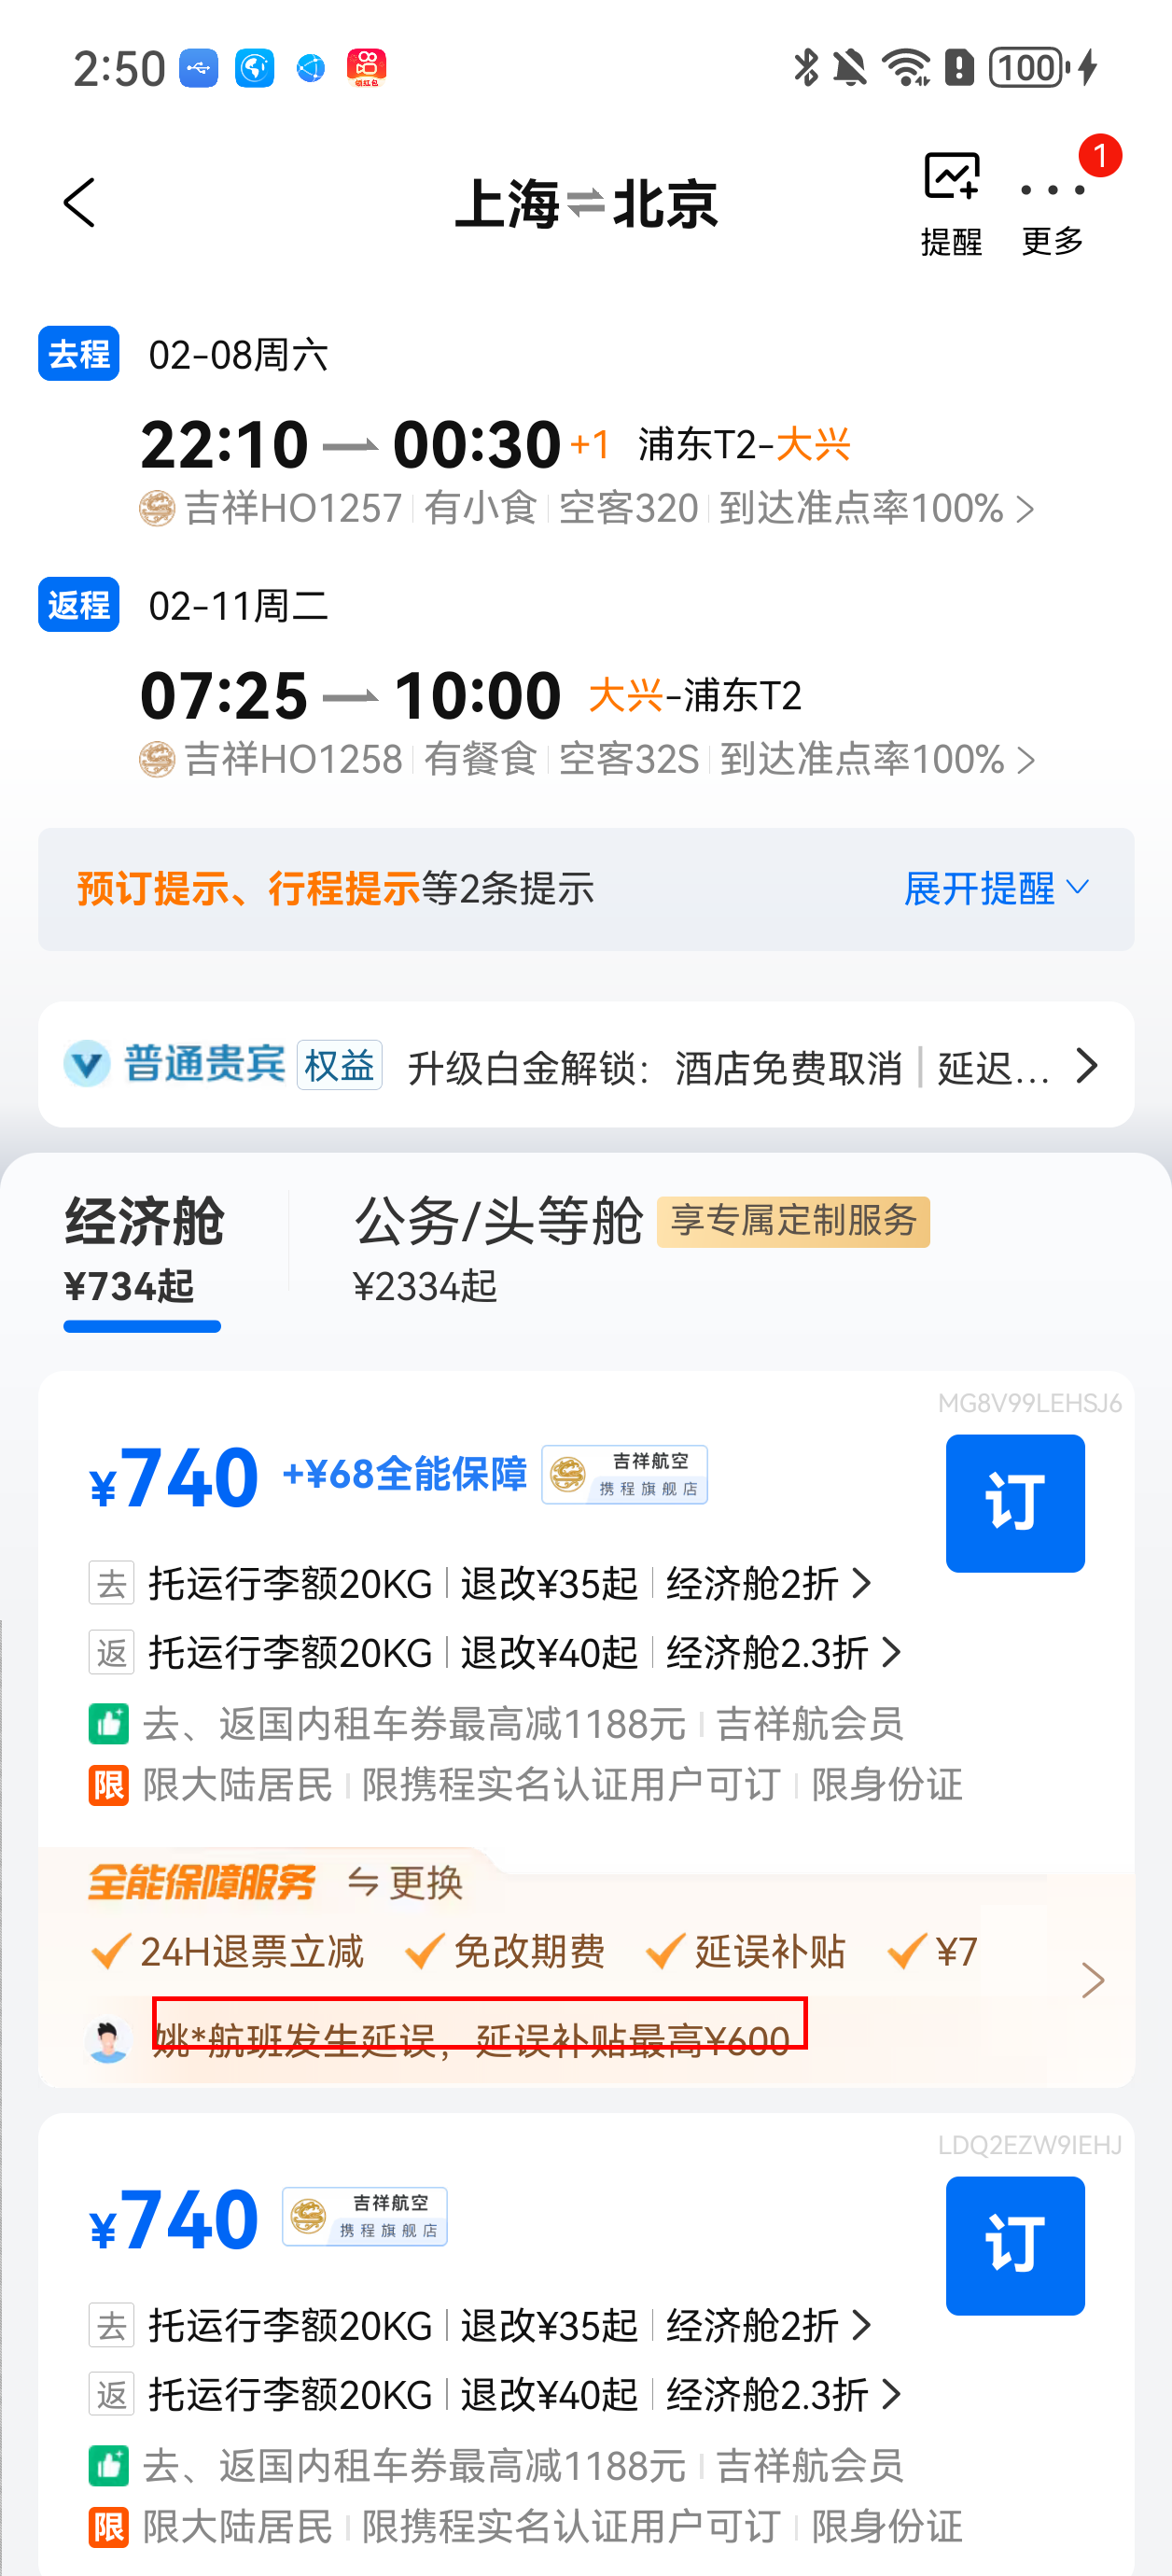 2:50
领红包
100
上海⇌北京
提醒
更多
1
去程 02-08周六
22:10 00:30 +1 浦东T2-大兴
吉祥HO1257 有小食 空客320 到达准点率100%
返程 02-11周二
07:25 10:00 大兴-浦东T2
吉祥HO1258 有餐食 空客32S 到达准点率100%
预订提示、行程提示等2条提示 展开提醒
普通贵宾 权益 升级白金解锁：酒店免费取消 延迟...
经济舱 公务/头等舱 享专属定制服务
¥734起 ¥2334起
MG8V99LEHSJ6
¥740 +¥68全能保障 吉祥航空 携程旗舰店 订
去 托运行李额20KG 退改¥35起 经济舱2折
返 托运行李额20KG 退改¥40起 经济舱2.3折
去、返国内租车券最高减1188元 吉祥航会员
限 限大陆居民 限携程实名认证用户可订 限身份证
全能保障服务 更换
24H退票立减 免改期费 延误补贴 ¥7
姚*航班发生延误，延误补贴最高¥600
LDQ2EZW9IEHJ
¥740 吉祥航空 携程旗舰店 订
去 托运行李额20KG 退改¥35起 经济舱2折
返 托运行李额20KG 退改¥40起 经济舱2.3折
去、返国内租车券最高减1188元 吉祥航会员
限 限大陆居民 限携程实名认证用户可订 限身份证